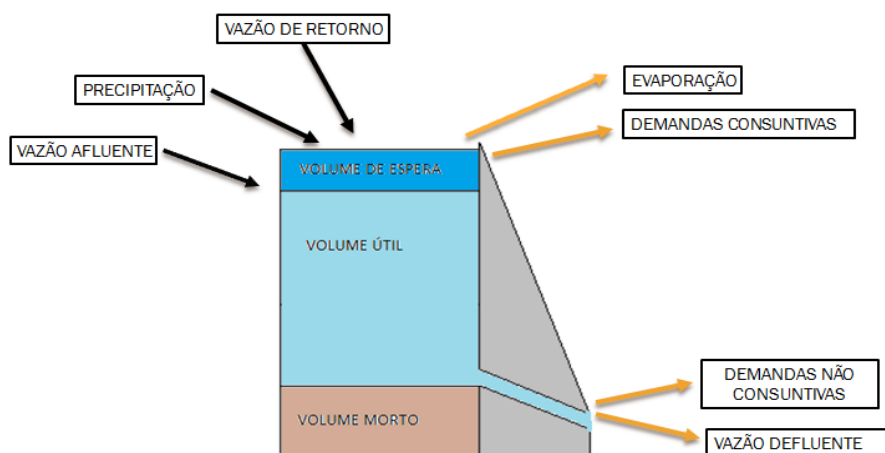 VAZÃO DE RETORNO
EVAPORAÇÃO
PRECIPITAÇÃO
DEMANDAS CONSUNTIVAS
VAZÃO AFLUENTE
VOLUME DE ESPERA
VOLUME ÚTIL
DEMANDAS NÃO
CONSUNTIVAS
VOLUME MORTO
VAZÃO DEFLUENTE